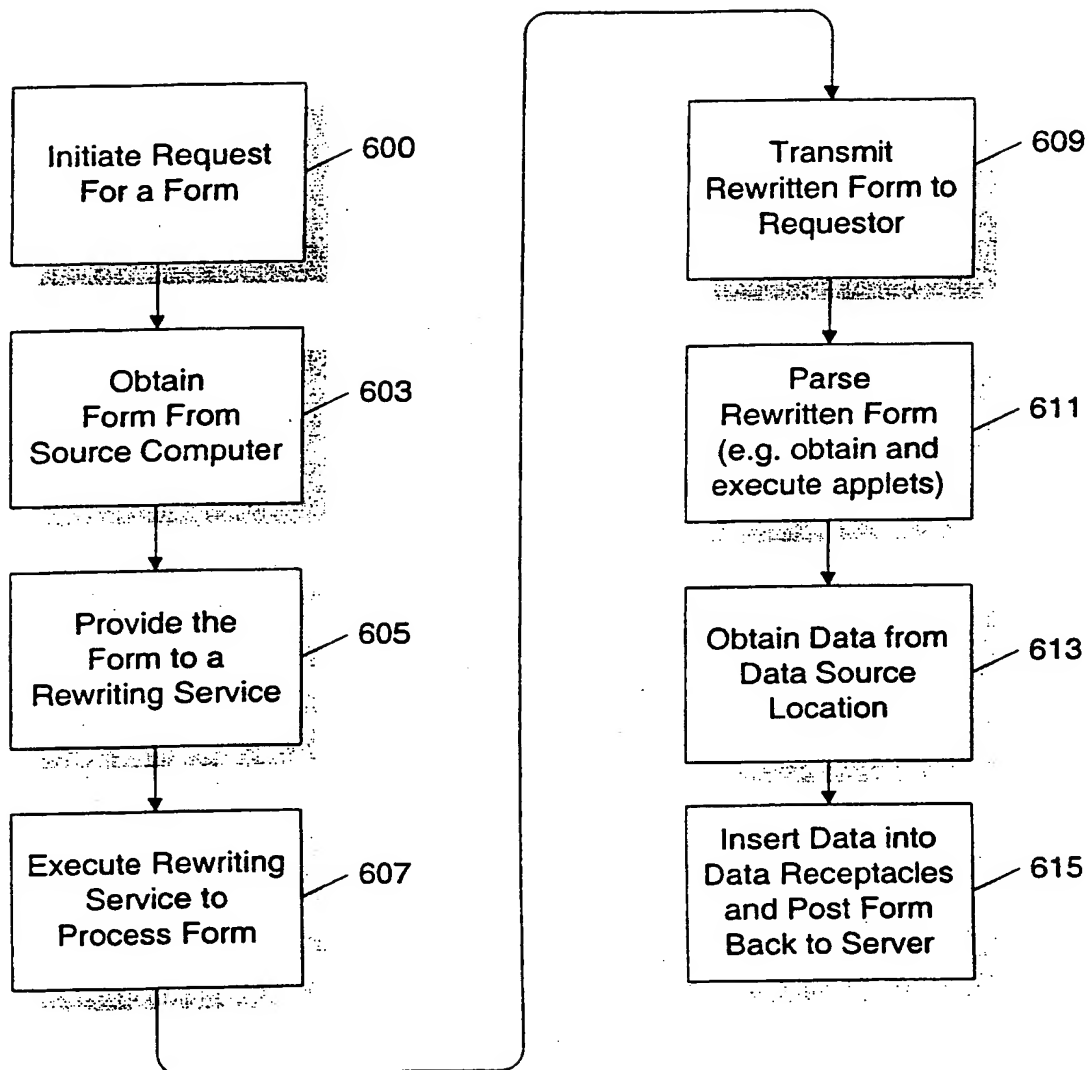 Initiate Request
For a Form
600
Obtain
Form From
Source Computer
603
Provide the
Form to a
Rewriting Service
605
Execute Rewriting
Service to
Process Form
607
Transmit
Rewritten Form to
Requestor
609
Parse
Rewritten Form
(e.g. obtain and
execute applets)
611
Obtain Data from
Data Source
Location
613
Insert Data into
Data Receptacles
and Post Form
Back to Server
615